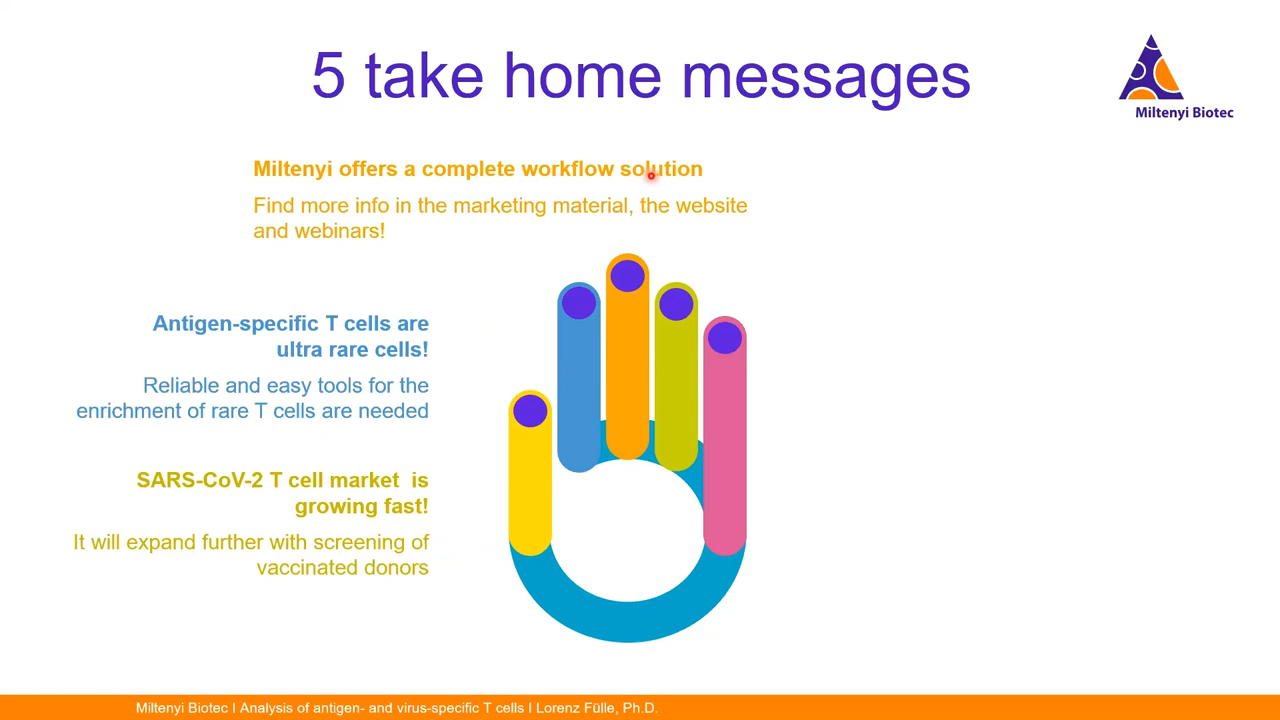 5 take home messages
Miltenyi Biotec
Miltenyi offers a complete workflow solution
Find more info in the marketing material, the website
and webinars!
Antigen-specific T cells are
ultra rare cells!
Reliable and easy tools for the
enrichment of rare T cells are needed
SARS-CoV-2 T cell market is
growing fast!
It will expand further with screening of
vaccinated donors
Miltenyi Biotec I Analysis of antigen- and virus-specific T cells I Lorenz Fülle, Ph.D.